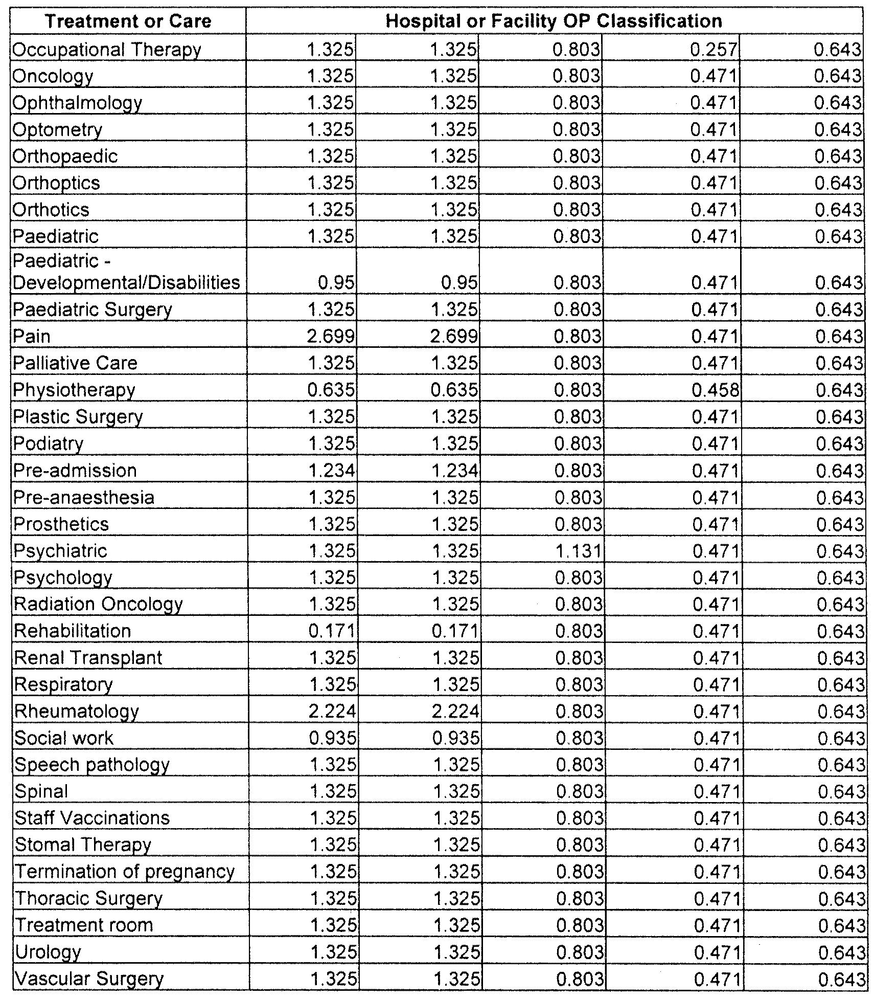 Treatment or Care Hospital or Facility OP Classification
Occupational Therapy 1.325 1.325 0.803 0.257 0.643
Oncology 1.325 1.325 0.803 0.471 0.643
Ophthalmology 1.325 1.325 0.803 0.471 0.643
Optometry 1.325 1.325 0.803 0.471 0.643
Orthopaedic 1.325 1.325 0.803 0.471 0.643
Orthoptics 1.325 1.325 0.803 0.471 0.643
Orthotics 1.325 1.325 0.803 0.471 0.643
Paediatric 1.325 1.325 0.803 0.471 0.643
Paediatric -
Developmental/Disabilities 0.95 0.95 0.803 0.471 0.643
Paediatric Surgery 1.325 1.325 0.803 0.471 0.643
Pain 2.699 2.699 0.803 0.471 0.643
Palliative Care 1.325 1.325 0.803 0.471 0.643
Physiotherapy 0.635 0.635 0.803 0.458 0.643
Plastic Surgery 1.325 1.325 0.803 0.471 0.643
Podiatry 1.325 1.325 0.803 0.471 0.643
Pre-admission 1.234 1.234 0.803 0.471 0.643
Pre-anaesthesia 1.325 1.325 0.803 0.471 0.643
Prosthetics 1.325 1.325 0.803 0.471 0.643
Psychiatric 1.325 1.325 1.131 0.471 0.643
Psychology 1.325 1.325 0.803 0.471 0.643
Radiation Oncology 1.325 1.325 0.803 0.471 0.643
Rehabilitation 0.171 0.171 0.803 0.471 0.643
Renal Transplant 1.325 1.325 0.803 0.471 0.643
Respiratory 1.325 1.325 0.803 0.471 0.643
Rheumatology 2.224 2.224 0.803 0.471 0.643
Social work 0.935 0.935 0.803 0.471 0.643
Speech pathology 1.325 1.325 0.803 0.471 0.643
Spinal 1.325 1.325 0.803 0.471 0.643
Staff Vaccinations 1.325 1.325 0.803 0.471 0.643
Stomal Therapy 1.325 1.325 0.803 0.471 0.643
Termination of pregnancy 1.325 1.325 0.803 0.471 0.643
Thoracic Surgery 1.325 1.325 0.803 0.471 0.643
Treatment room 1.325 1.325 0.803 0.471 0.643
Urology 1.325 1.325 0.803 0.471 0.643
Vascular Surgery 1.325 1.325 0.803 0.471 0.643